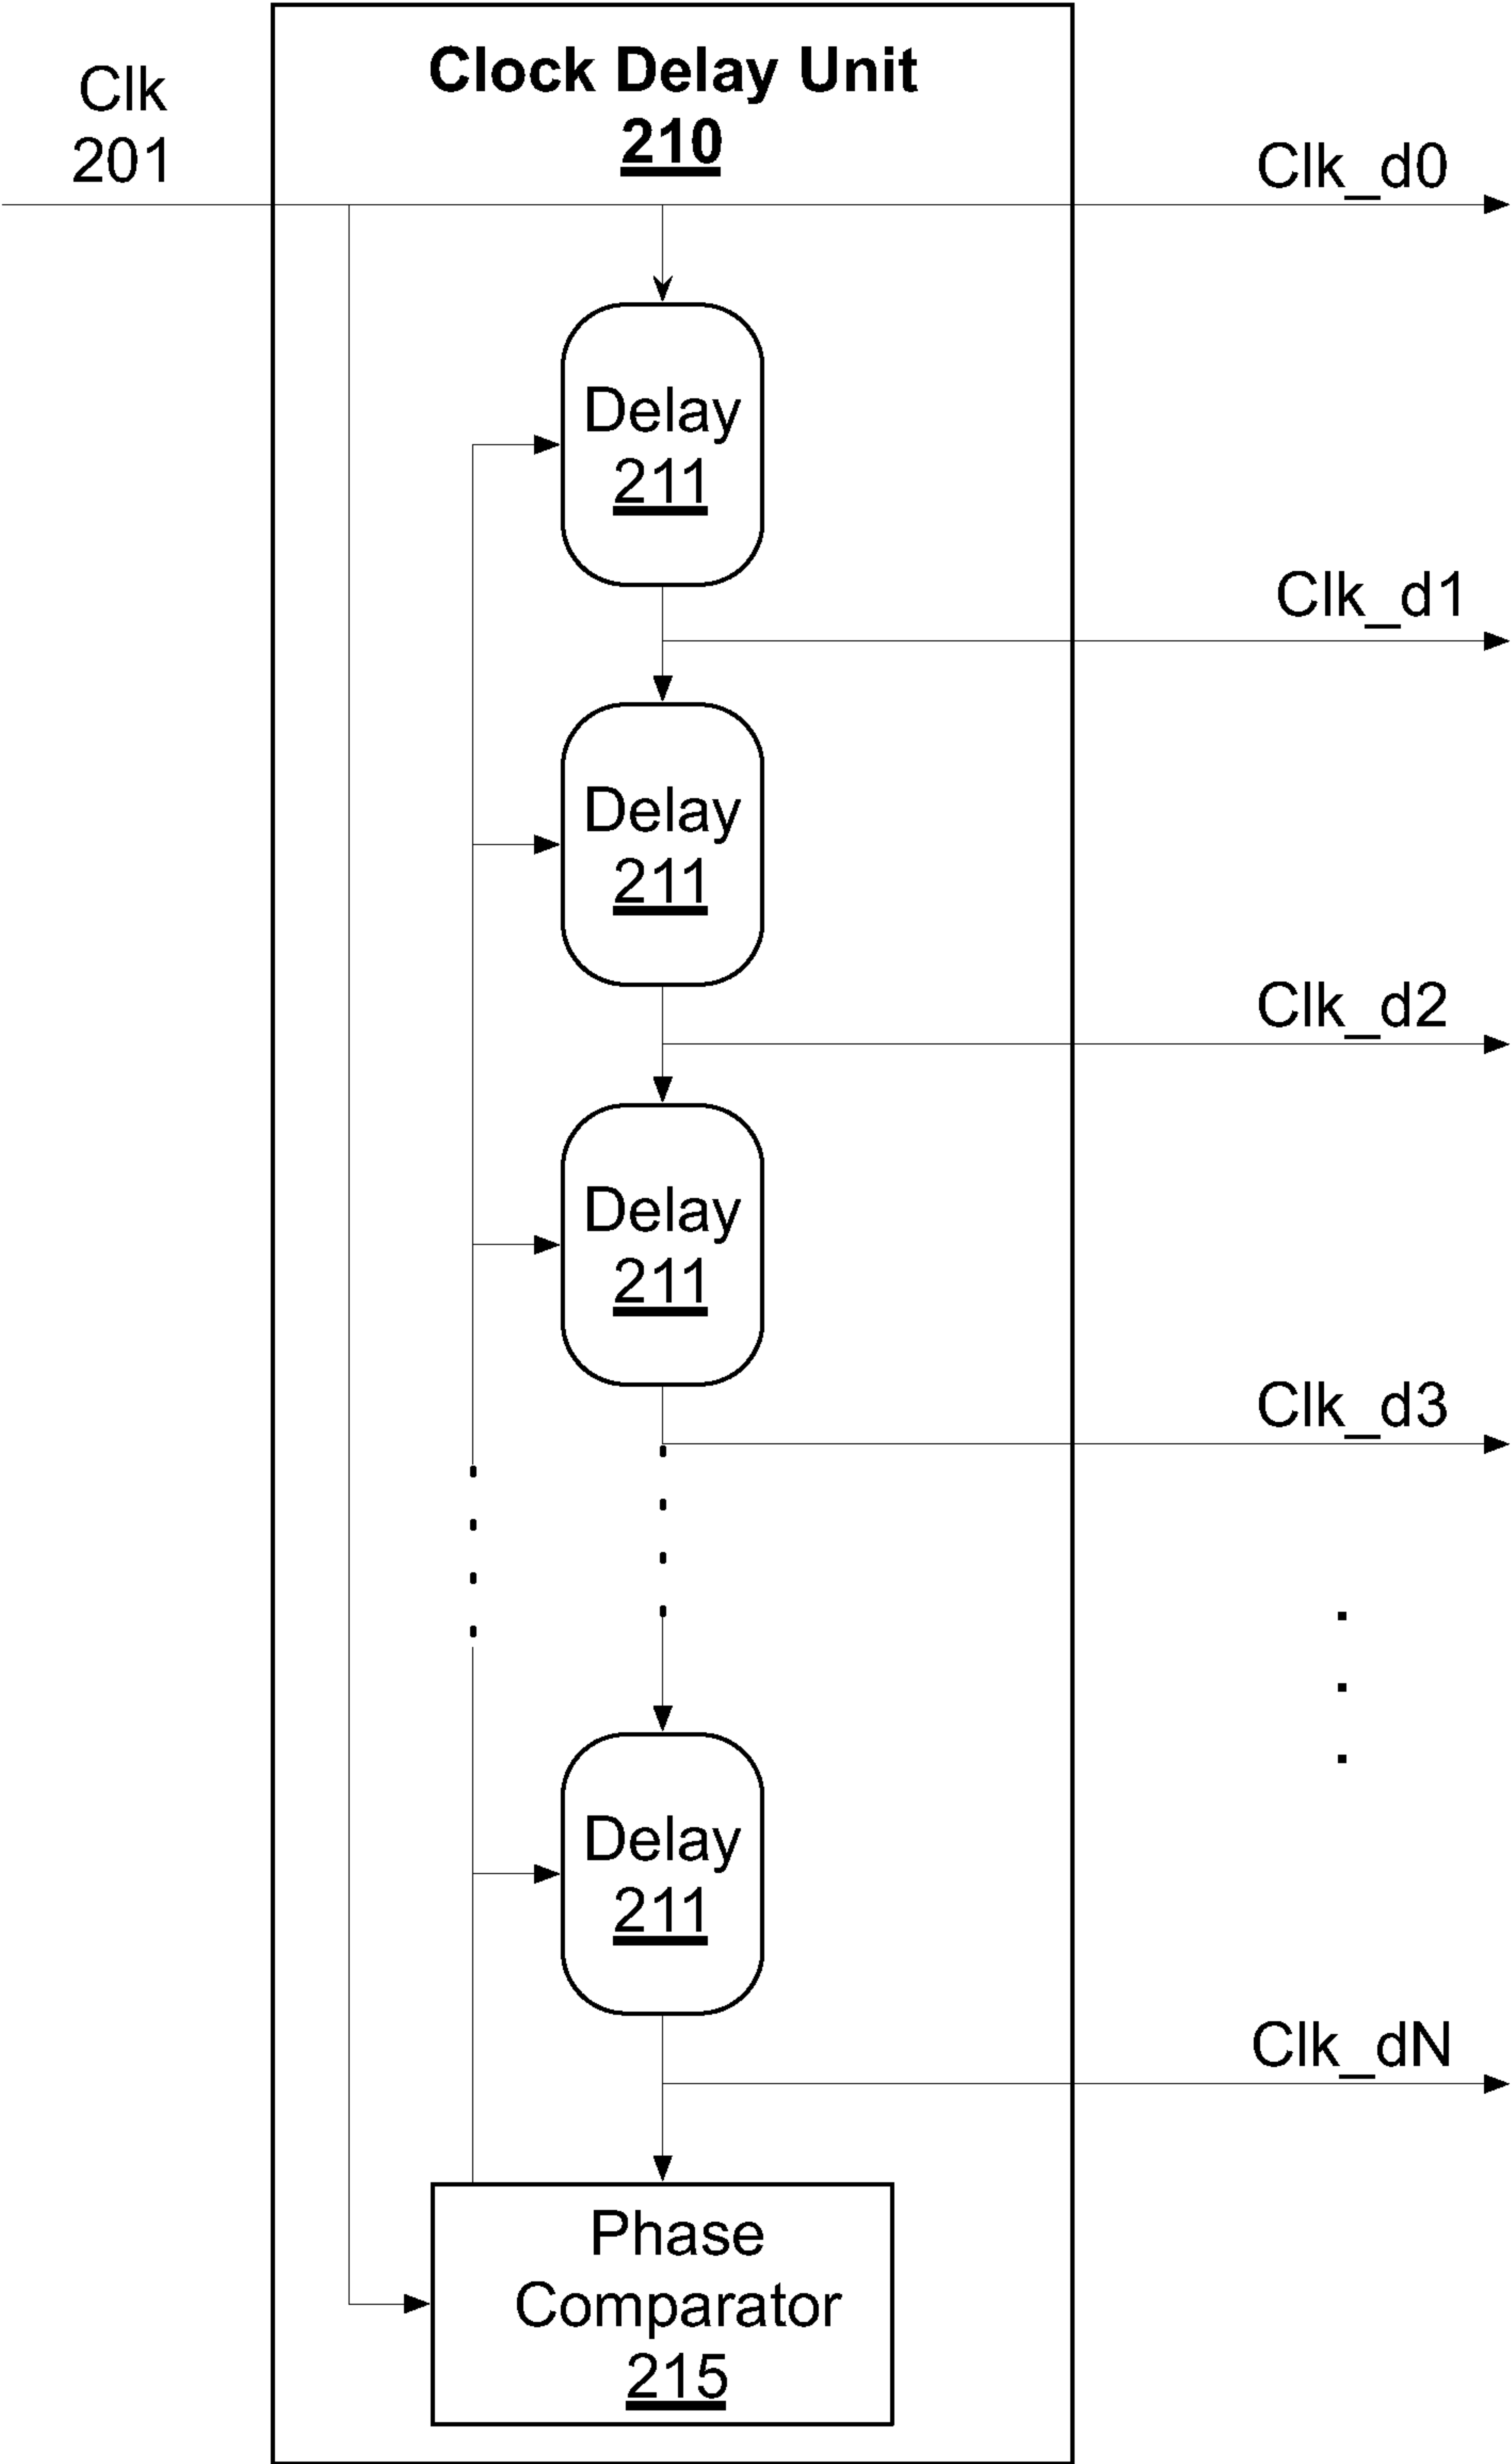 Clock Delay Unit
210
Clk
201
Clk_d0
Delay
211
Clk_d1
Delay
211
Clk_d2
Delay
211
Clk_d3
Delay
211
Clk_dN
Phase
Comparator
215